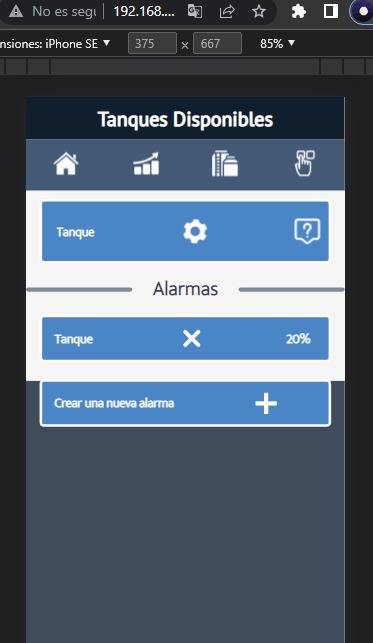 No es segu 192.168....
nsiones: iPhone SE ▼ 375 × 667 85% ▼
Tanques Disponibles
Tanque ?
Alarmas
Tanque 20%
Crear una nueva alarma